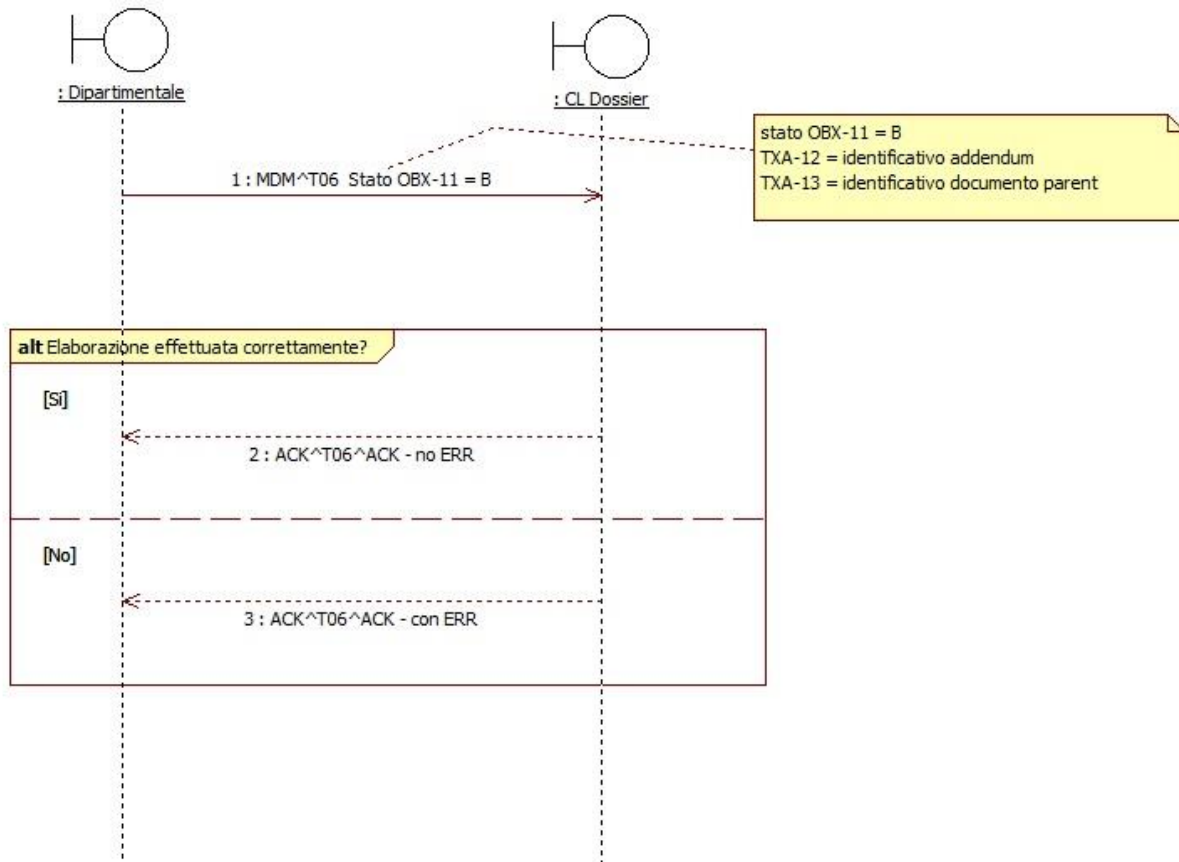 : Dipartimentale
: CL Dossier
stato OBX-11 = B
TXA-12 = identificativo addendum
TXA-13 = identificativo documento parent
1 : MDM^T06 Stato OBX-11 = B
alt Elaborazione effettuata correttamente?
[Si]
2 : ACK^T06^ACK - no ERR
[No]
3 : ACK^T06^ACK - con ERR